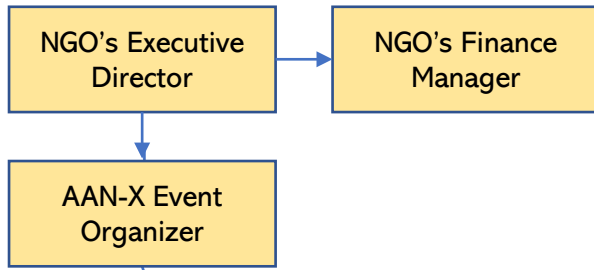 NGO's Executive
Director
NGO's Finance
Manager
AAN-X Event
Organizer